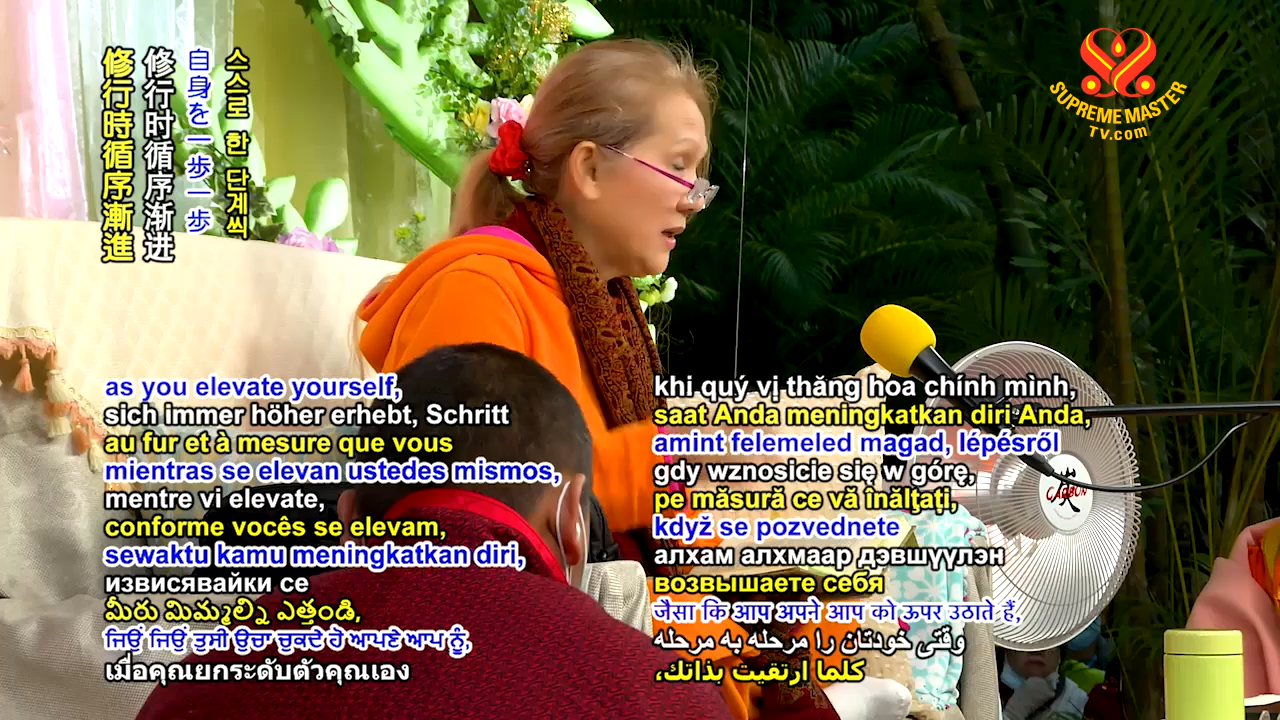 修行時循序漸進
修行时循序渐进
自身を一歩一歩
스스로 한 단계씩
SUPREME MASTER
TV.com
as you elevate yourself,
sich immer höher erhebt, Schritt
au fur et à mesure que vous
mientras se elevan ustedes mismos,
mentre vi elevate,
conforme vocês se elevam,
sewaktu kamu meningkatkan diri,
извисявайки се
మీరు మిమ్మల్ని ఎత్తండి,
ਜਿਉਂ ਜਿਉਂ ਤੁਸੀ ਉਚਾ ਚੁਕਦੇ ਹੋ ਆਪਣੇ ਆਪ ਨੂੰ,
เมื่อคุณยกระดับตัวคุณเอง
khi quý vị thăng hoa chính mình,
saat Anda meningkatkan diri Anda,
amint felemeled magad, lépésről
gdy wznosicie się w górę,
pe măsură ce vă înălţați,
když se pozvednete
алхам алхмаар дэвшүүлэн
возвышаете себя
जैसा कि आप अपने आप को ऊपर उठाते हैं,
وقتی خودتان را مرحله به مرحله
كلما ارتقيت بذاتك،
炭
CARBON